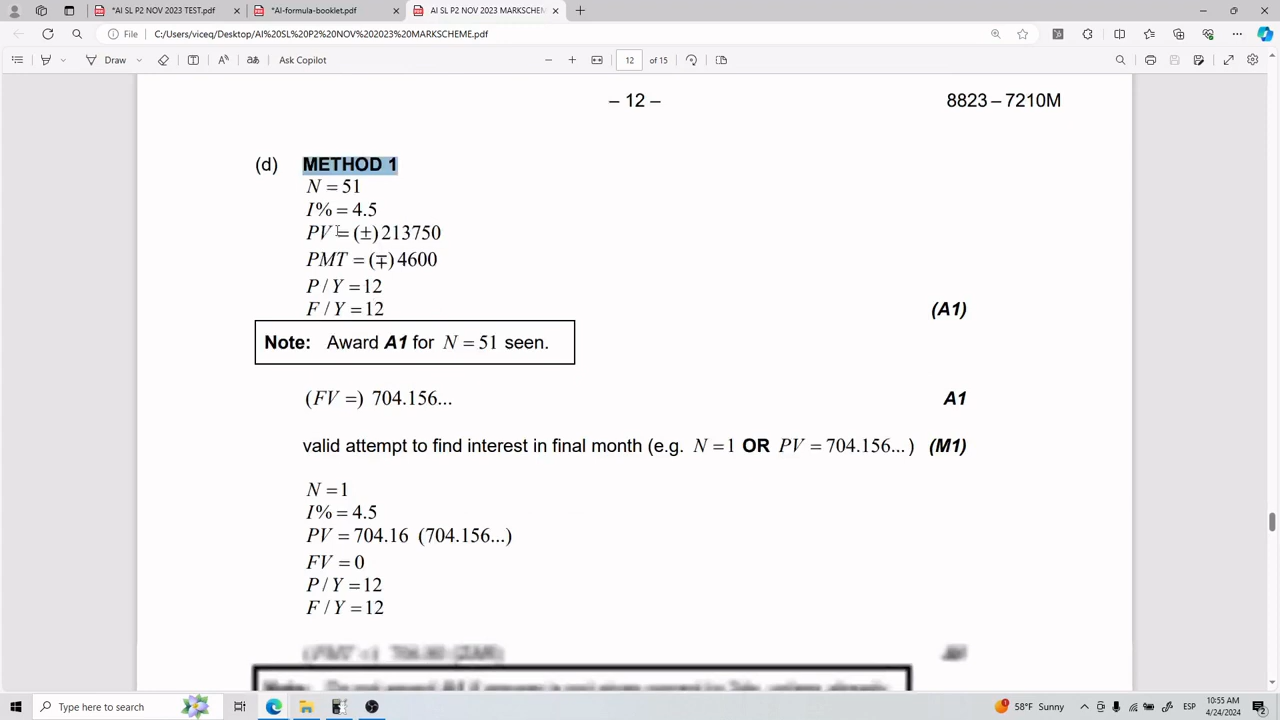 *AI SL P2 NOV 2023 TEST.pdf
*AI-formula-booklet.pdf
AI SL P2 NOV 2023 MARKSCHEME.p
File
C:/Users/viceq/Desktop/AI%20SL%20P2%20NOV%202023%20MARKSCHEME.pdf
Draw
Ask Copilot
12
of 15
– 12 –
8823 – 7210M
(d) METHOD 1
N = 51
I% = 4.5
PV = (±) 213750
PMT = (∓) 4600
P / Y = 12
F / Y = 12 (A1)
Note: Award A1 for N = 51 seen.
(FV =) 704.156... A1
valid attempt to find interest in final month (e.g. N = 1 OR PV = 704.156... ) (M1)
N = 1
I% = 4.5
PV = 704.16 (704.156...)
FV = 0
P / Y = 12
F / Y = 12
Type here to search
58°F Sunny
ESP
10:55 AM
4/24/2024